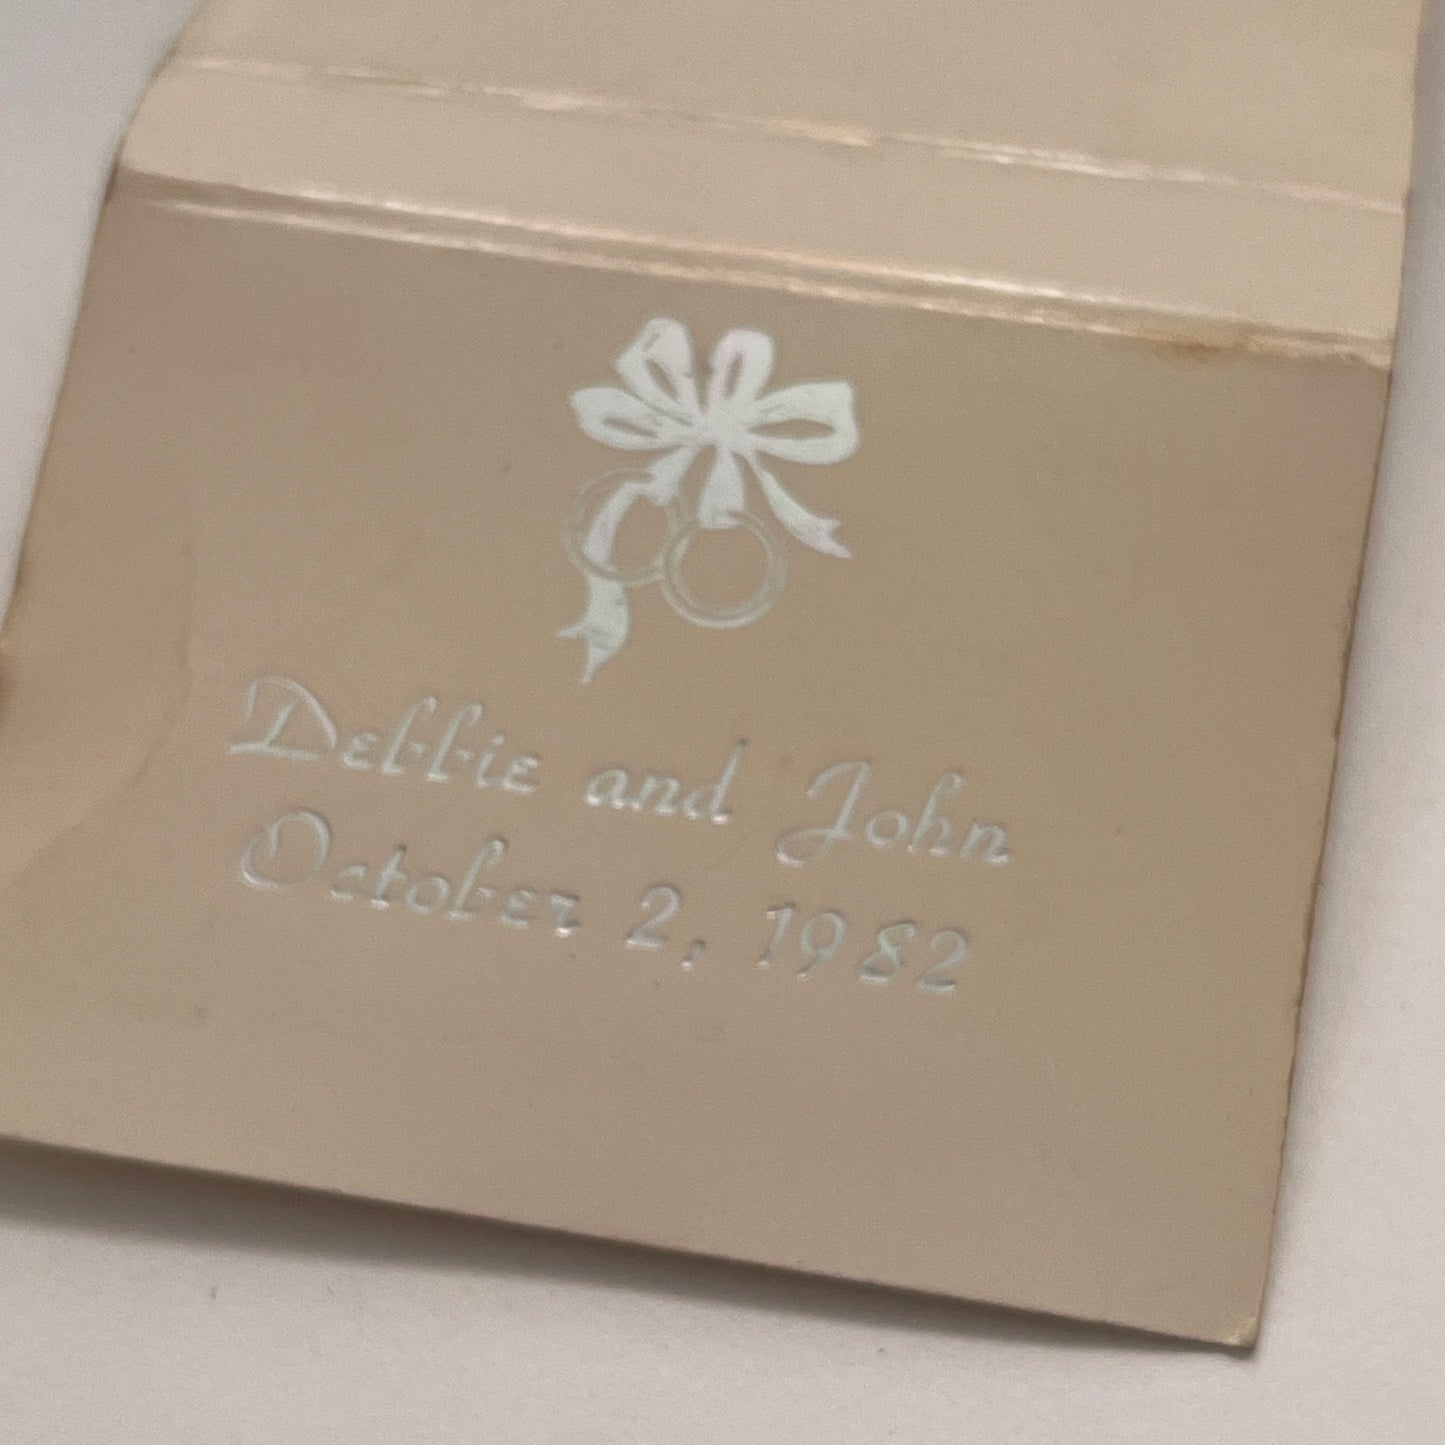 Debbie and John
October 2, 1982